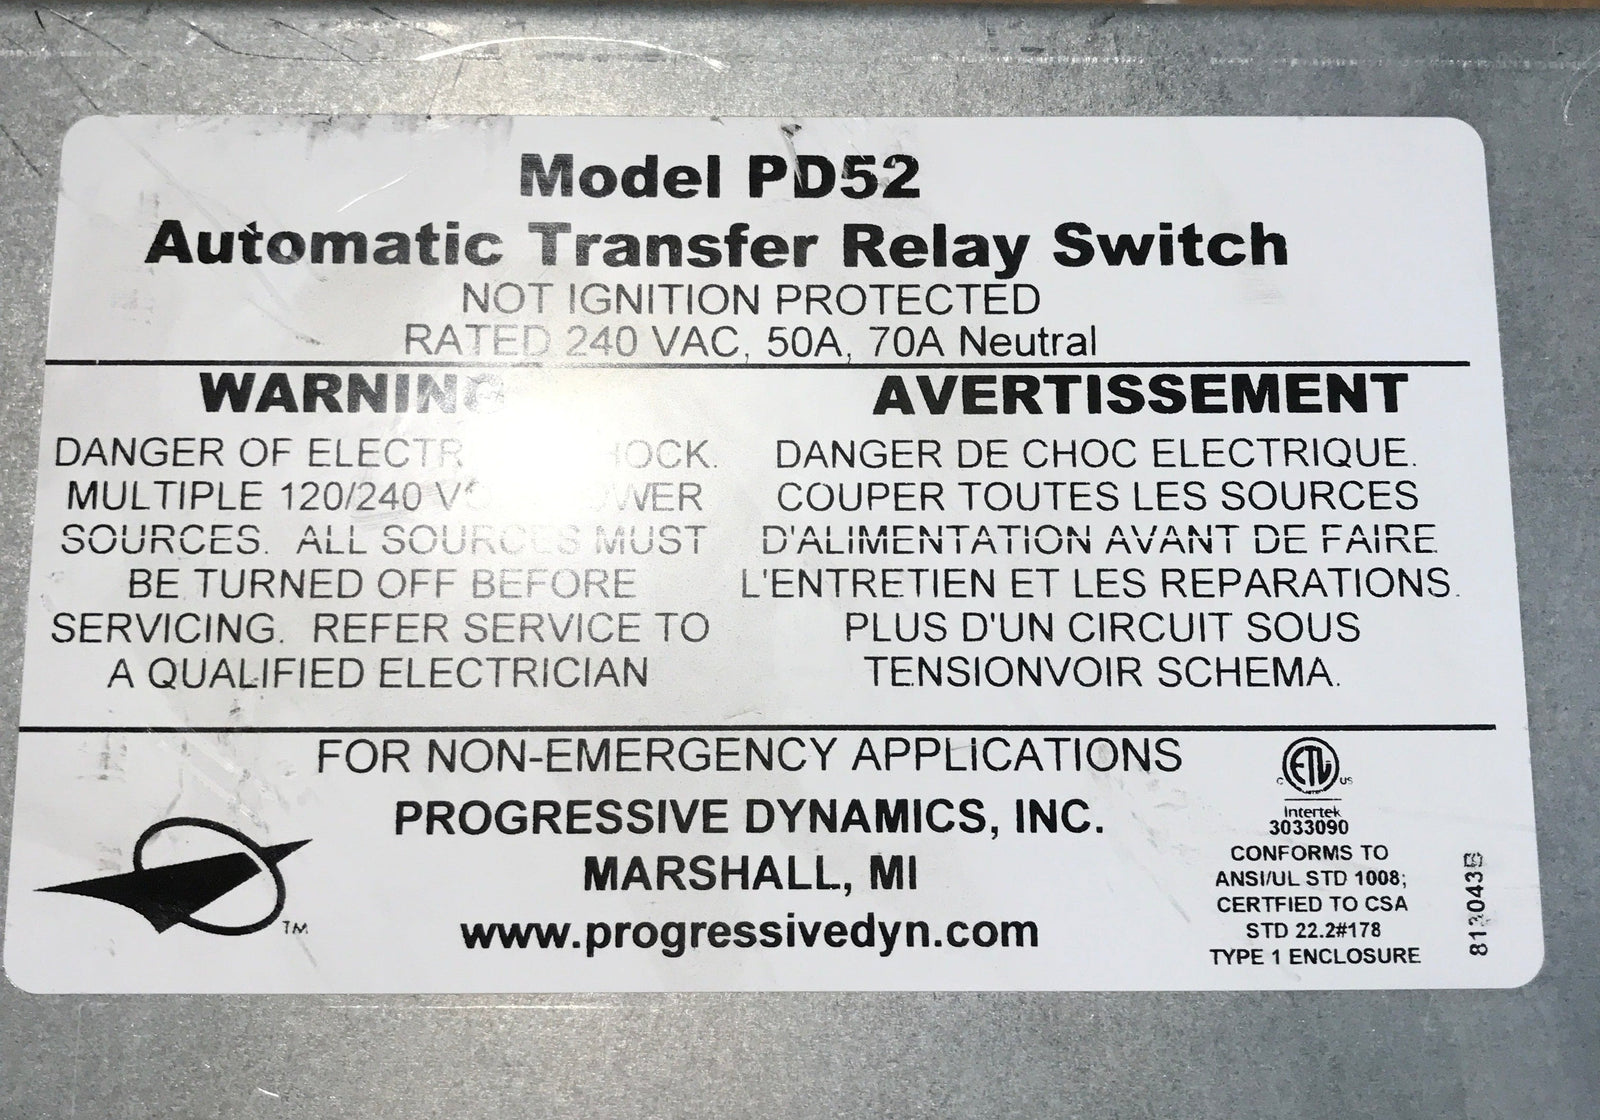 Model PD52
Automatic Transfer Relay Switch
NOT IGNITION PROTECTED
RATED 240 VAC, 50A, 70A Neutral
WARNING
DANGER OF
MULTIPLE 120/240
SOURCES. ALL SOURCES MUST
BE TURNED OFF BEFORE
SERVICING. REFER SERVICE TO
A QUALIFIED ELECTRICIAN
AVERTISSEMENT
DANGER DE CHOC ELECTRIQUE.
COUPER TOUTES LES SOURCES
D'ALIMENTATION AVANT DE FAIRE
L'ENTRETIEN ET LES REPARATIONS.
PLUS D'UN CIRCUIT SOUS
TENSIONVOIR SCHEMA.
FOR NON-EMERGENCY APPLICATIONS
PROGRESSIVE DYNAMICS, INC.
MARSHALL, MI
www.progressivedyn.com
TM
C ETL US
Intertek
3033090
CONFORMS TO
ANSI/UL STD 1008;
CERTFIED TO CSA
STD 22.2#178
TYPE 1 ENCLOSURE